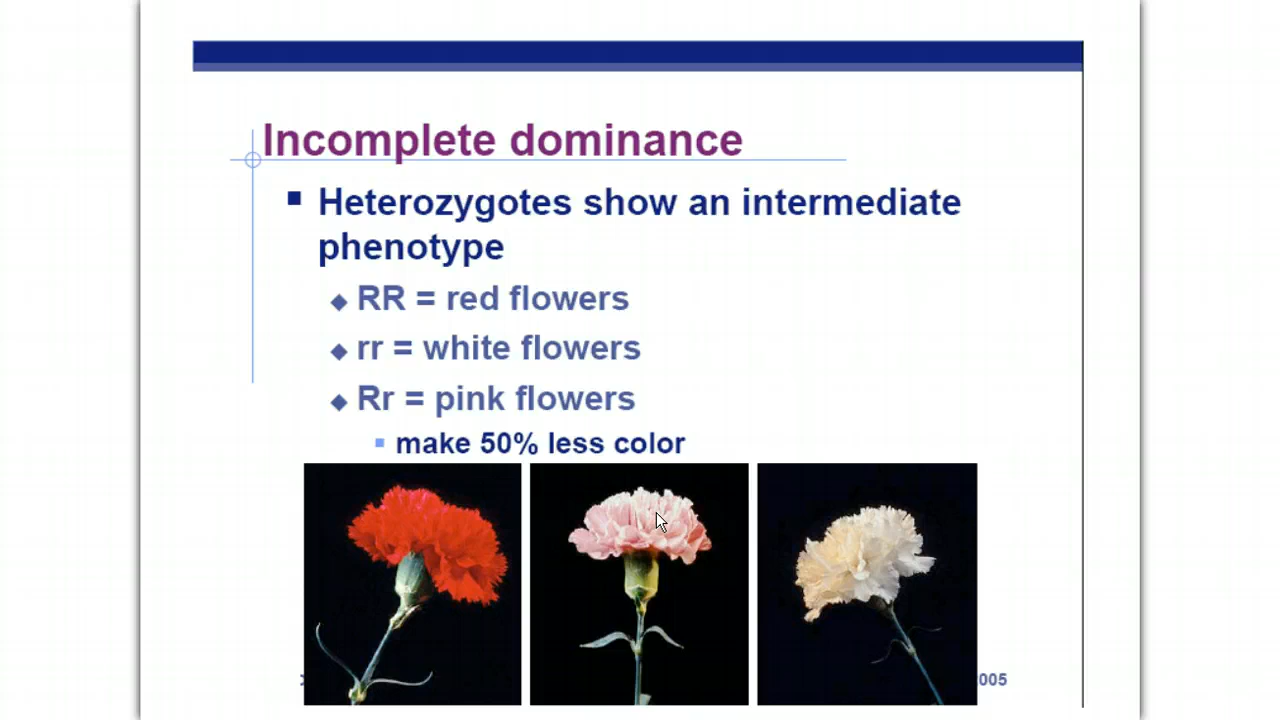 Incomplete dominance
Heterozygotes show an intermediate
phenotype
RR = red flowers
rr = white flowers
Rr = pink flowers
make 50% less color
2005